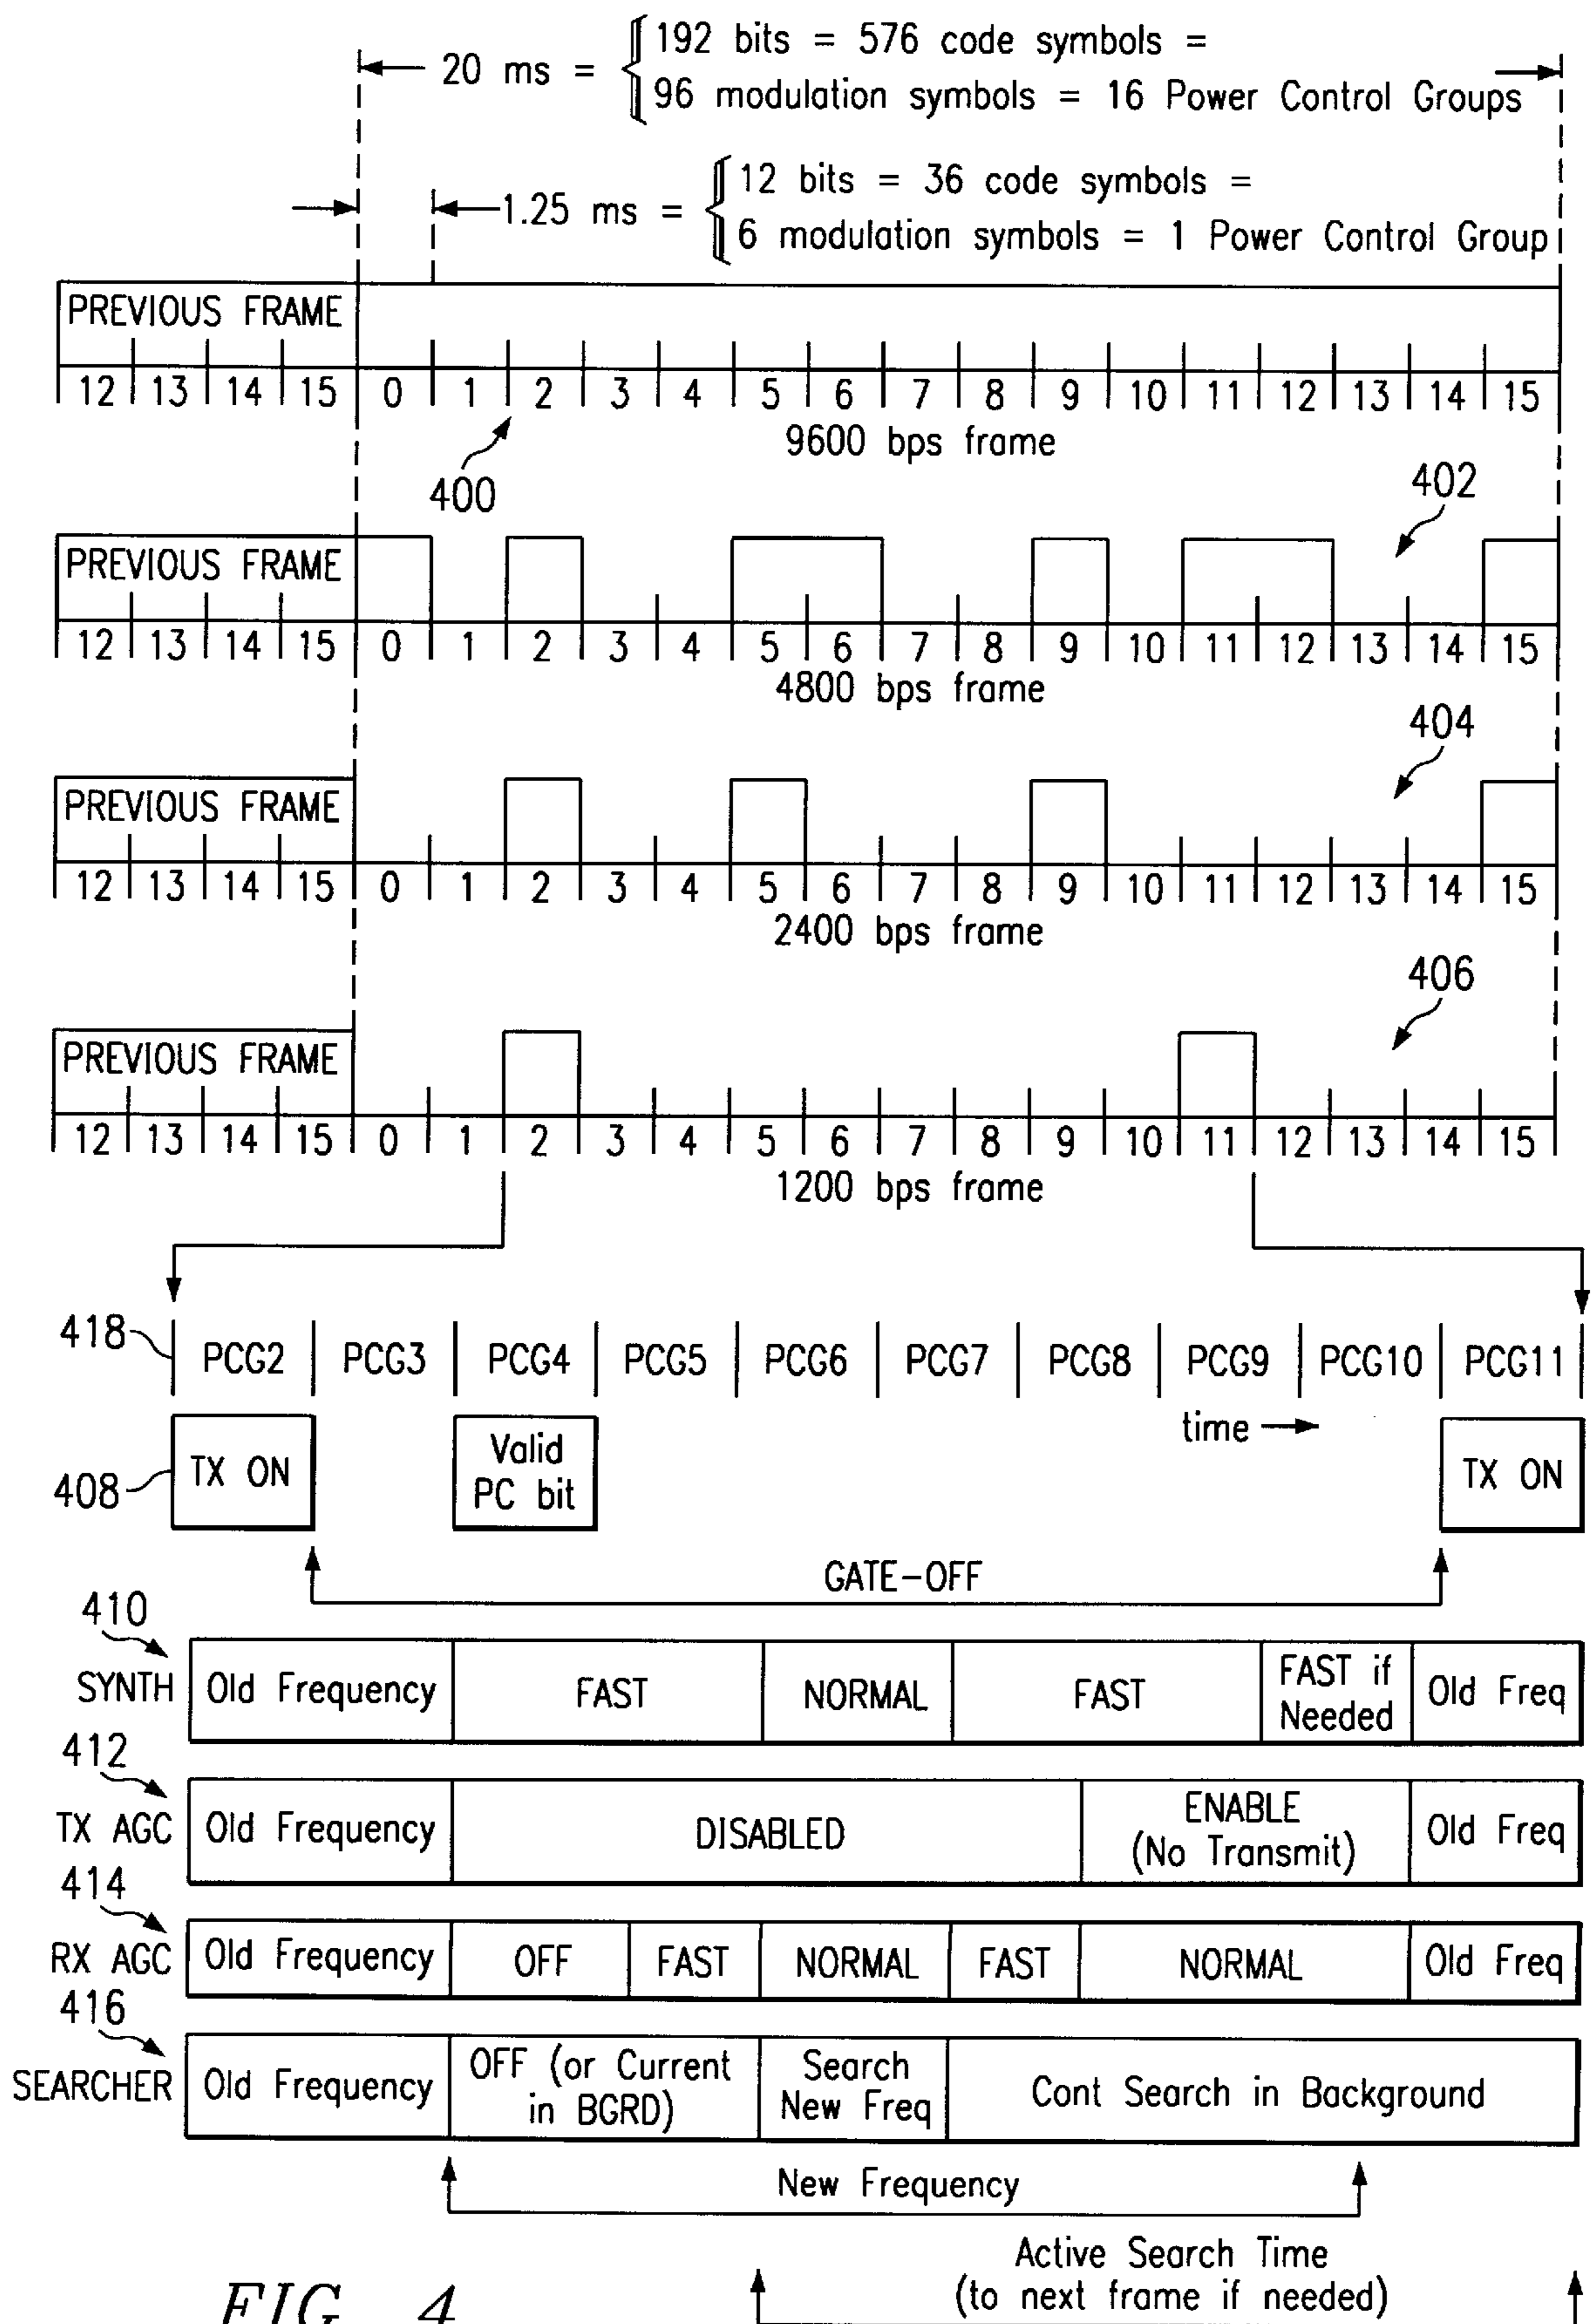 20 ms = 192 bits = 576 code symbols =
96 modulation symbols = 16 Power Control Groups
1.25 ms = 12 bits = 36 code symbols =
6 modulation symbols = 1 Power Control Group
PREVIOUS FRAME
12 13 14 15 0 1 2 3 4 5 6 7 8 9 10 11 12 13 14 15
9600 bps frame
400
402
PREVIOUS FRAME
12 13 14 15 0 1 2 3 4 5 6 7 8 9 10 11 12 13 14 15
4800 bps frame
404
PREVIOUS FRAME
12 13 14 15 0 1 2 3 4 5 6 7 8 9 10 11 12 13 14 15
2400 bps frame
406
PREVIOUS FRAME
12 13 14 15 0 1 2 3 4 5 6 7 8 9 10 11 12 13 14 15
1200 bps frame
418 PCG2 PCG3 PCG4 PCG5 PCG6 PCG7 PCG8 PCG9 PCG10 PCG11
time
408 TX ON Valid PC bit TX ON
GATE-OFF
410
SYNTH Old Frequency FAST NORMAL FAST FAST if Needed Old Freq
412
TX AGC Old Frequency DISABLED ENABLE (No Transmit) Old Freq
414
RX AGC Old Frequency OFF FAST NORMAL FAST NORMAL Old Freq
416
SEARCHER Old Frequency OFF (or Current in BGRD) Search New Freq Cont Search in Background
New Frequency
Active Search Time
(to next frame if needed)
FIG. 4